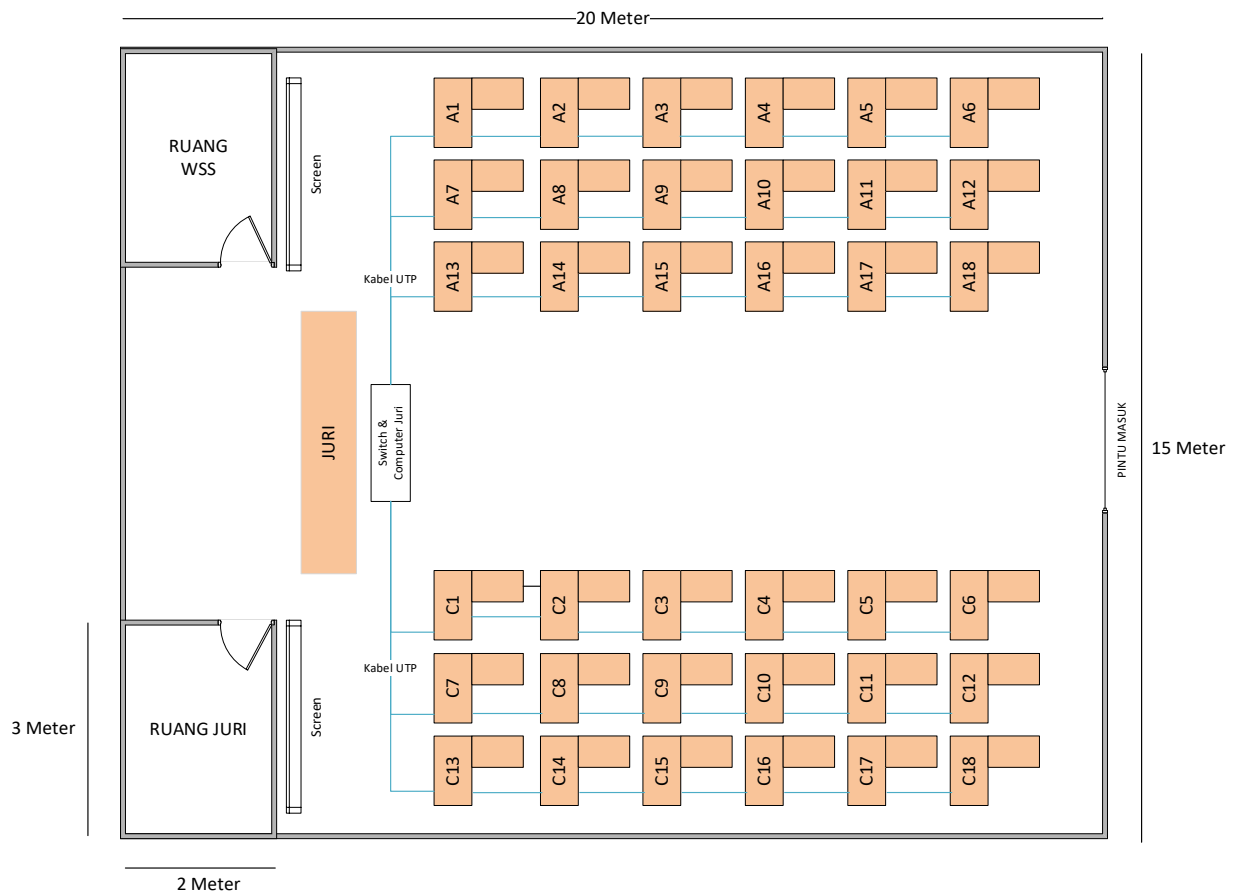 20 Meter
RUANG
WSS
Screen
A1
A2
A3
A4
A5
A6
A7
A8
A9
A10
A11
A12
Kabel UTP
A13
A14
A15
A16
A17
A18
JURI
Switch &
Computer Juri
PINTU MASUK
15 Meter
C1
C2
C3
C4
C5
C6
Kabel UTP
C7
C8
C9
C10
C11
C12
3 Meter
RUANG JURI
Screen
C13
C14
C15
C16
C17
C18
2 Meter